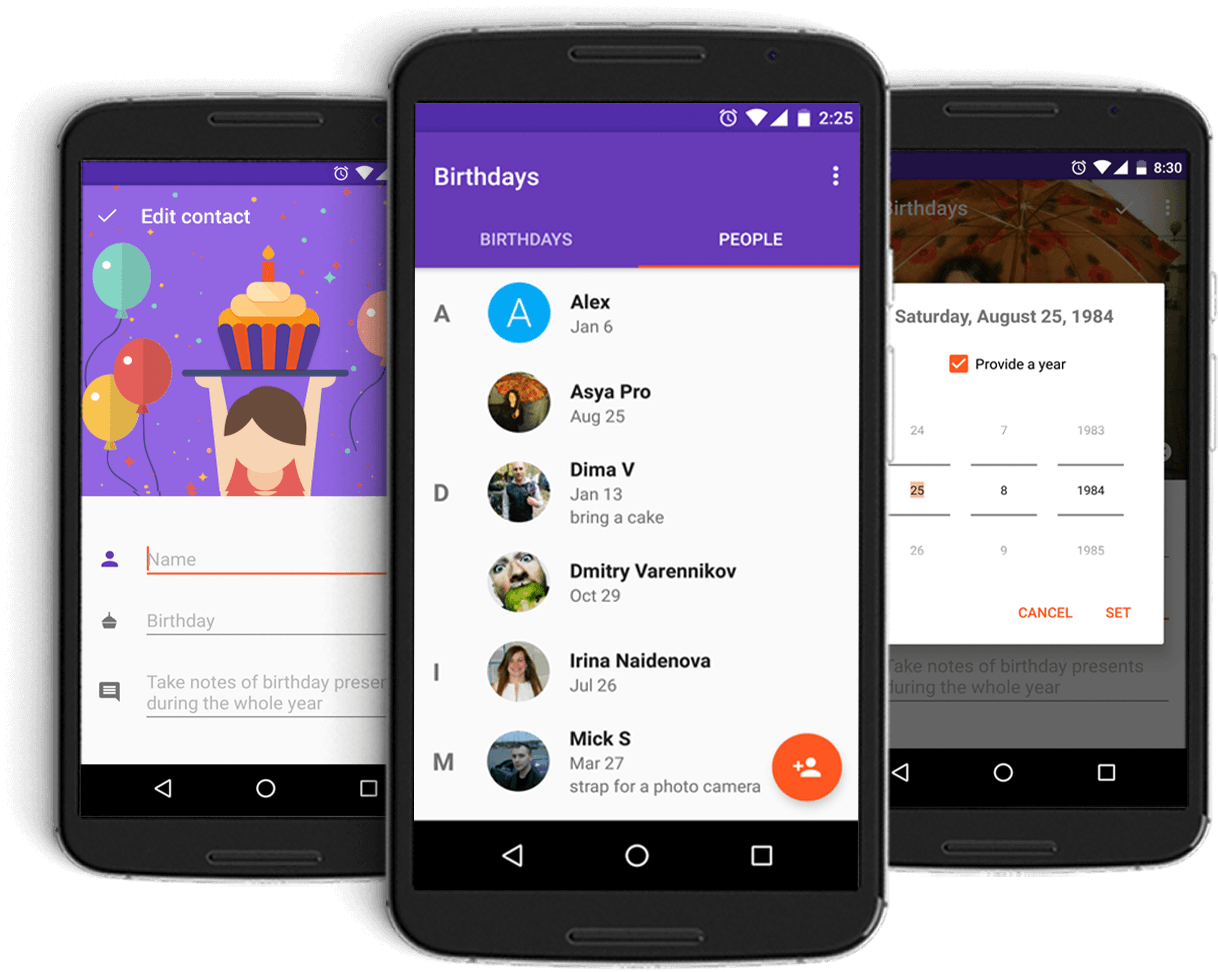 Edit contact
Name
Birthday
Take notes of birthday presen
during the whole year
2:25
Birthdays
BIRTHDAYS
PEOPLE
A
A
Alex
Jan 6
Asya Pro
Aug 25
D
Dima V
Jan 13
bring a cake
Dmitry Varennikov
Oct 29
I
Irina Naidenova
Jul 26
M
Mick S
Mar 27
strap for a photo camera
8:30
Birthdays
Saturday, August 25, 1984
Provide a year
24 7 1983
25 8 1984
26 9 1985
CANCEL SET
Take notes of birthday presents
during the whole year